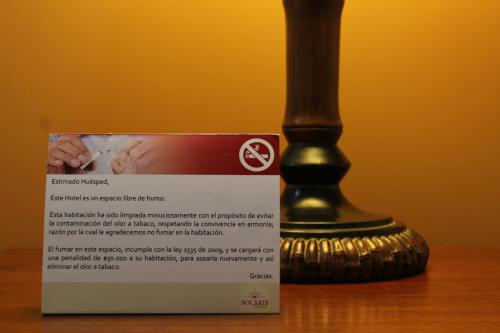 Estimado Huésped,
Este Hotel es un espacio libre de humo.
Esta habitación ha sido limpiada minuciosamente con el propósito de evitar
la contaminación del olor a tabaco, respetando la convivencia en armonía;
razón por la cual le agradecemos no fumar en la habitación.
El fumar en este espacio, incumple con la ley 1335 de 2009, y se cargará con
una penalidad de $50.000 a su habitación, para asearla nuevamente y así
eliminar el olor a tabaco.
Gracias.
SOLARIS